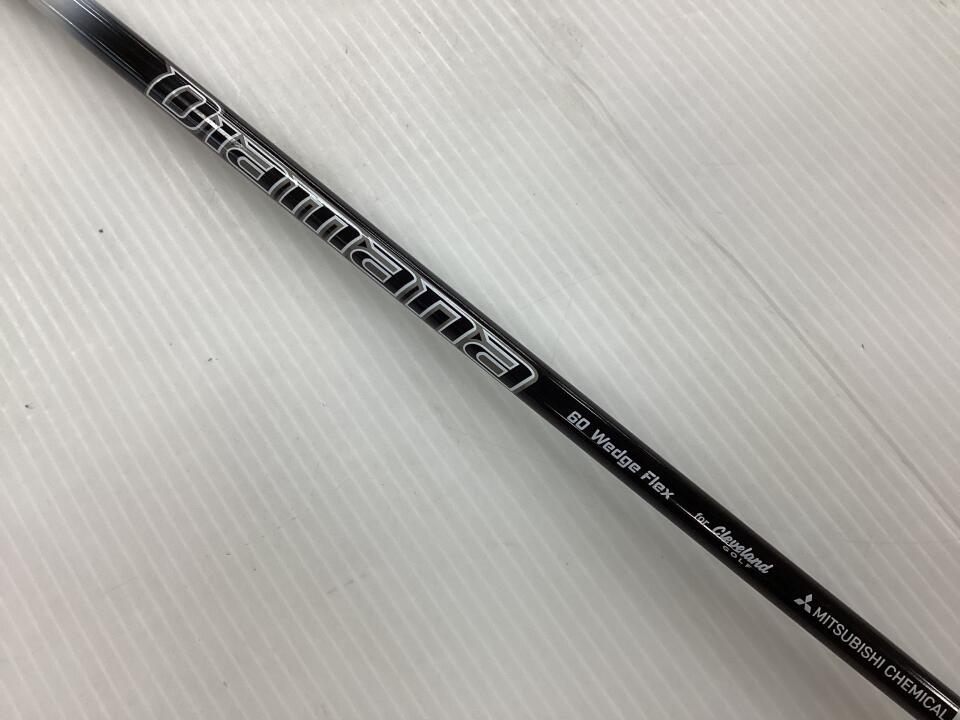 Diamana
60 Wedge Flex
for Cleveland
GOLF
MITSUBISHI CHEMICAL